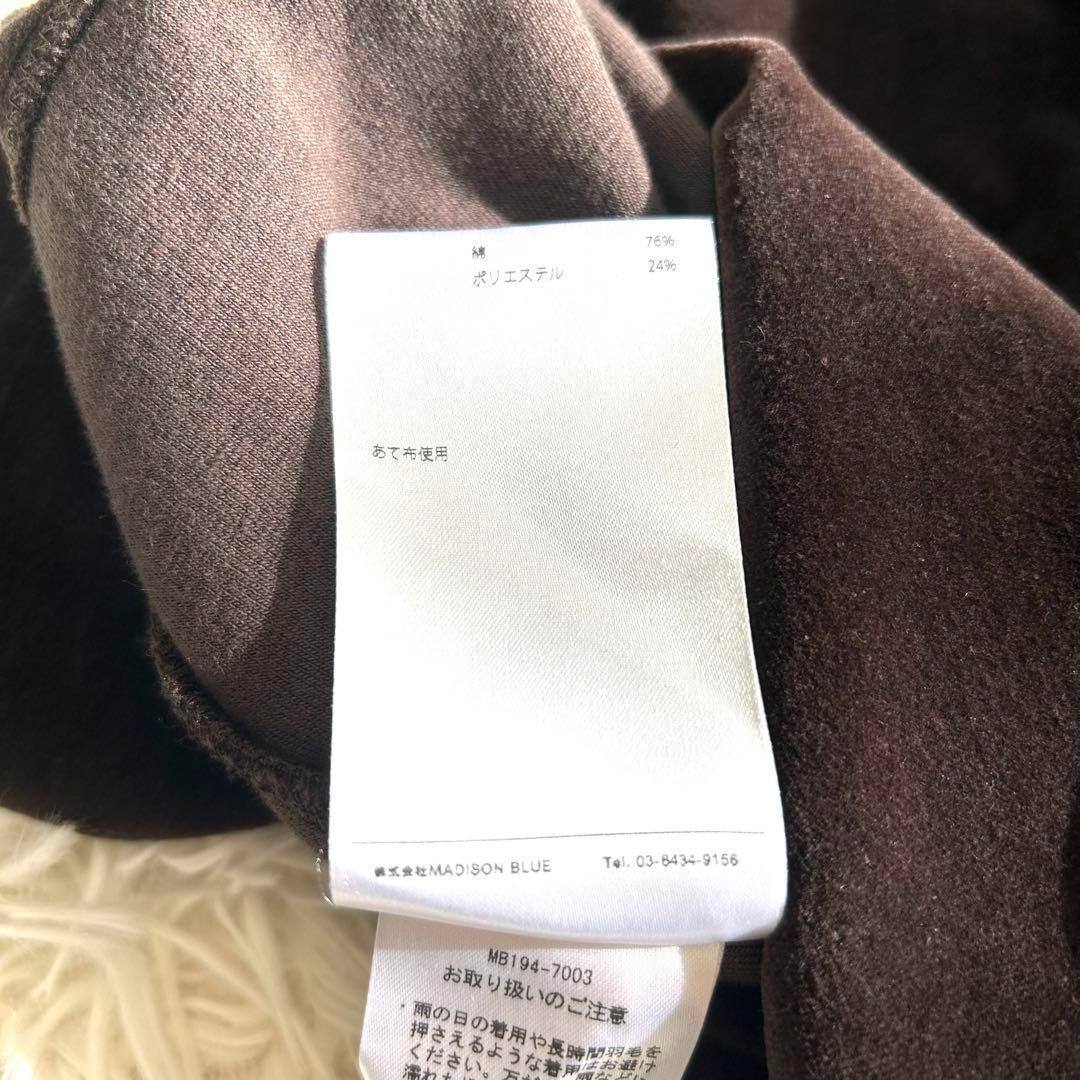 綿 76%
ポリエステル 24%
あて布使用
株式会社MADISON BLUE Tel. 03-6434-9156
MB194-7003
お取り扱いのご注意
・雨の日の着用や長時間羽毛を
押さえるような着用はお避け
ください。万が